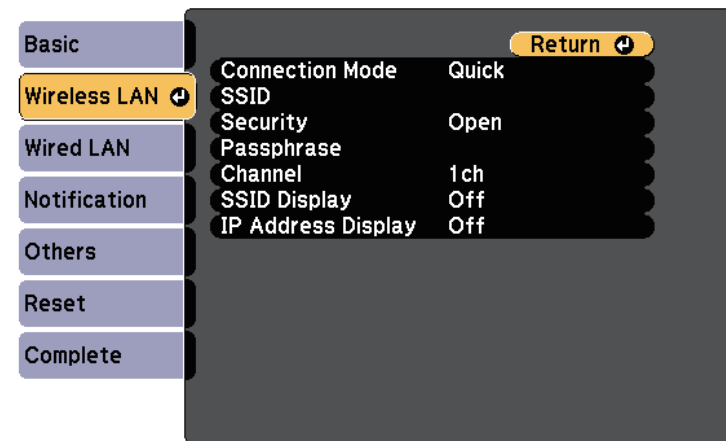 Basic
Wireless LAN
Wired LAN
Notification
Others
Reset
Complete
Return
Connection Mode Quick
SSID
Security Open
Passphrase
Channel 1ch
SSID Display Off
IP Address Display Off